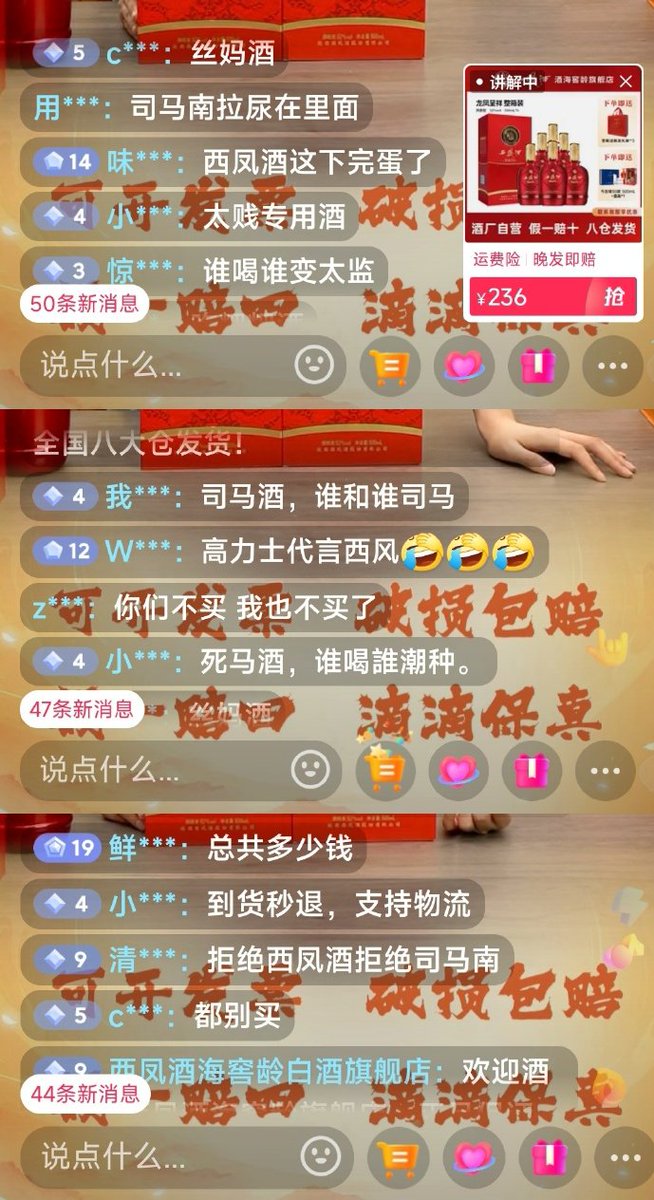 5 c***：丝妈酒
用***：司马南拉尿在里面
14 味***：西凤酒这下完蛋了
4 小***：太贱专用酒
3 惊***：谁喝谁变太监
50条新消息
说点什么...
讲解中
酒海窖龄旗舰店
龙凤呈祥 整箱装
下单即送
下单即送
酒厂自营 假一赔十 八仓发货
运费险 晚发即赔
¥236 抢
可开发票 破损包赔
假一赔四 滴滴保真
全国八大仓发货！
4 我***：司马酒，谁和谁司马
12 W***：高力士代言西风🤣🤣🤣
z***：你们不买 我也不买了
4 小***：死马酒，谁喝誰潮种。
丝妈酒
47条新消息
说点什么...
可开发票 破损包赔
一赔四 滴滴保真
19 鲜***：总共多少钱
4 小***：到货秒退，支持物流
9 清***：拒绝西凤酒拒绝司马南
5 c***：都别买
9 西凤酒海窖龄白酒旗舰店：欢迎酒
44条新消息
说点什么...
可开发票 破损包赔
一赔四 滴滴保真